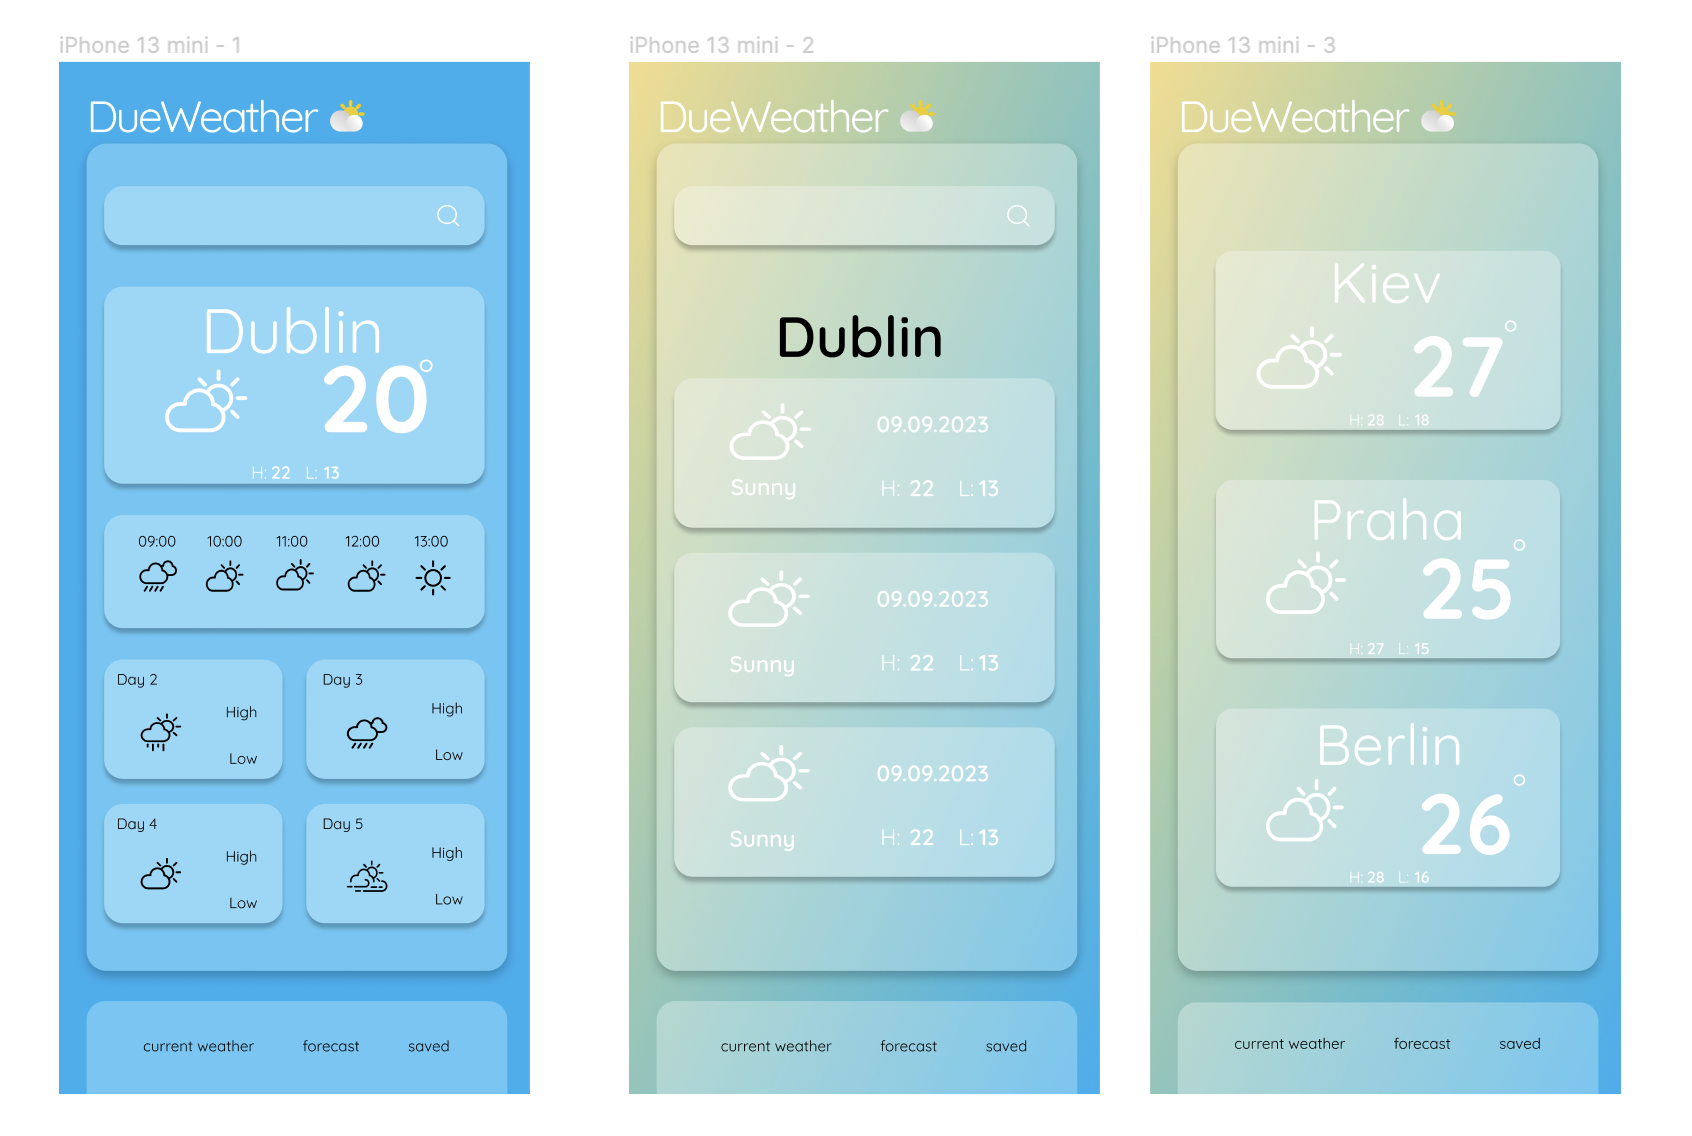 iPhone 13 mini - 1
DueWeather
Dublin
20°
H: 22 L: 13
09:00 10:00 11:00 12:00 13:00
Day 2
High
Low
Day 3
High
Low
Day 4
High
Low
Day 5
High
Low
current weather forecast saved
iPhone 13 mini - 2
DueWeather
Dublin
09.09.2023
Sunny H: 22 L: 13
09.09.2023
Sunny H: 22 L: 13
09.09.2023
Sunny H: 22 L: 13
current weather forecast saved
iPhone 13 mini - 3
DueWeather
Kiev
27°
H: 28 L: 18
Praha
25°
H: 27 L: 15
Berlin
26°
H: 28 L: 16
current weather forecast saved